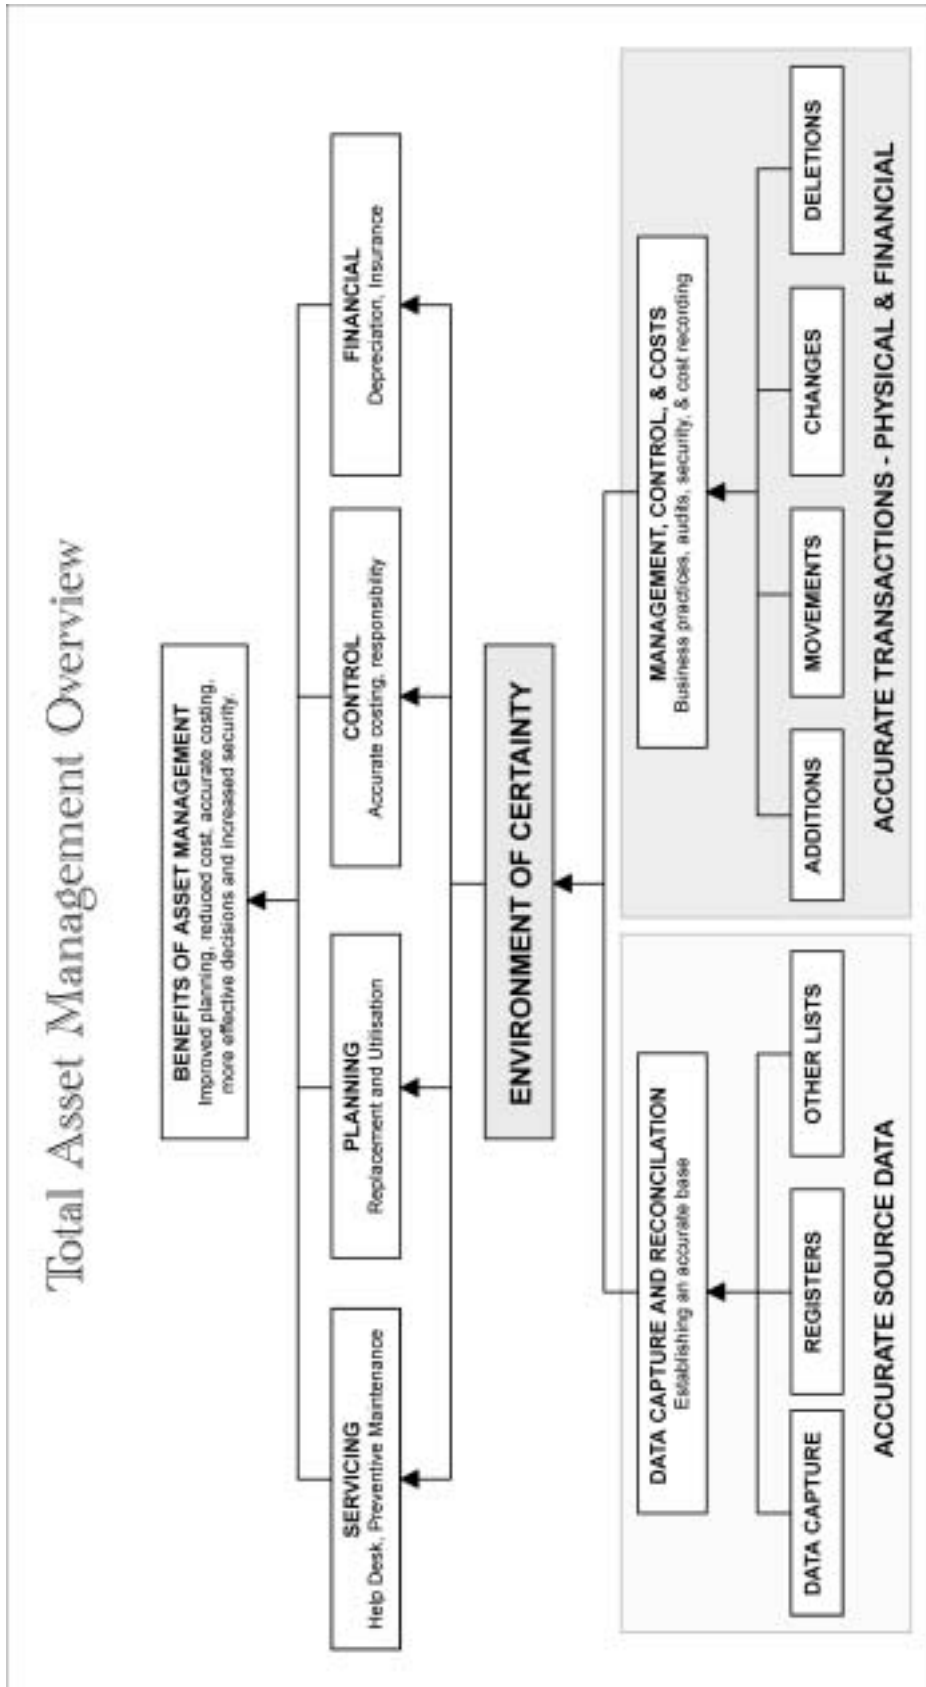 Total Asset Management Overview
BENEFITS OF ASSET MANAGEMENT
Improved planning, reduced cost, accurate costing,
more effective decisions and increased security.
SERVICING
Help Desk, Preventive Maintenance
PLANNING
Replacement and Utilisation
CONTROL
Accurate costing, responsibility
FINANCIAL
Depreciation, Insurance
ENVIRONMENT OF CERTAINTY
DATA CAPTURE AND RECONCILATION
Establishing an accurate base
MANAGEMENT, CONTROL, & COSTS
Business practices, audits, security, & cost recording
DATA CAPTURE
REGISTERS
OTHER LISTS
ADDITIONS
MOVEMENTS
CHANGES
DELETIONS
ACCURATE SOURCE DATA
ACCURATE TRANSACTIONS - PHYSICAL & FINANCIAL